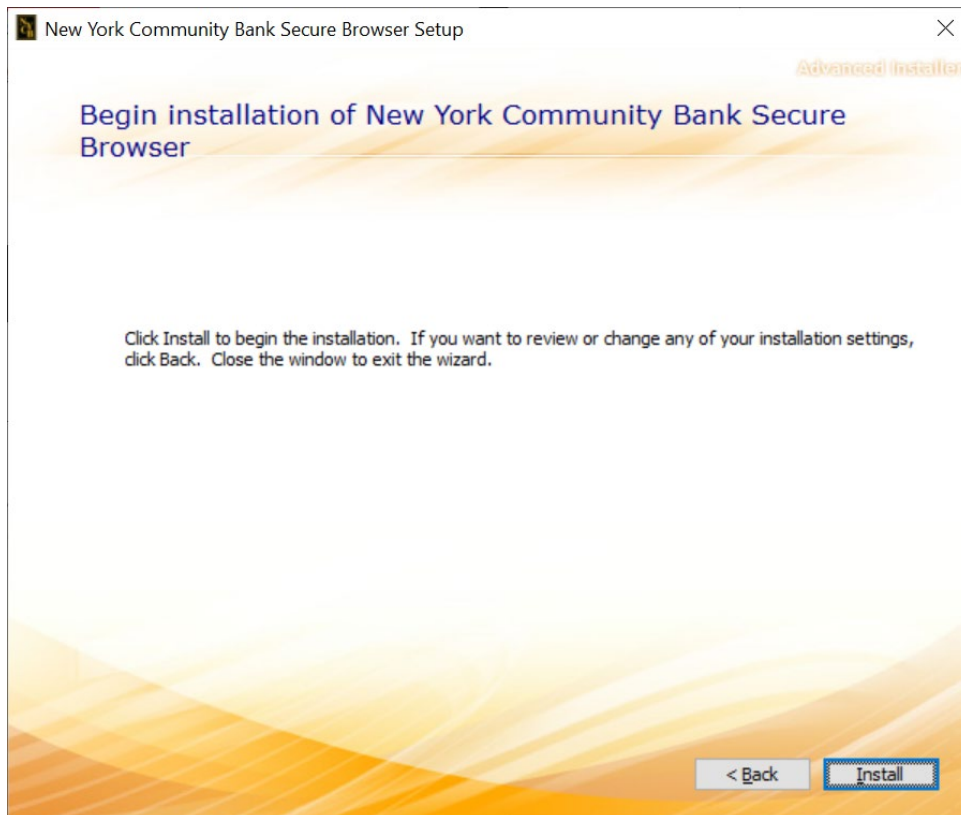 New York Community Bank Secure Browser Setup
Advanced Installer
Begin installation of New York Community Bank Secure
Browser
Click Install to begin the installation.  If you want to review or change any of your installation settings,
click Back.  Close the window to exit the wizard.
< Back
Install